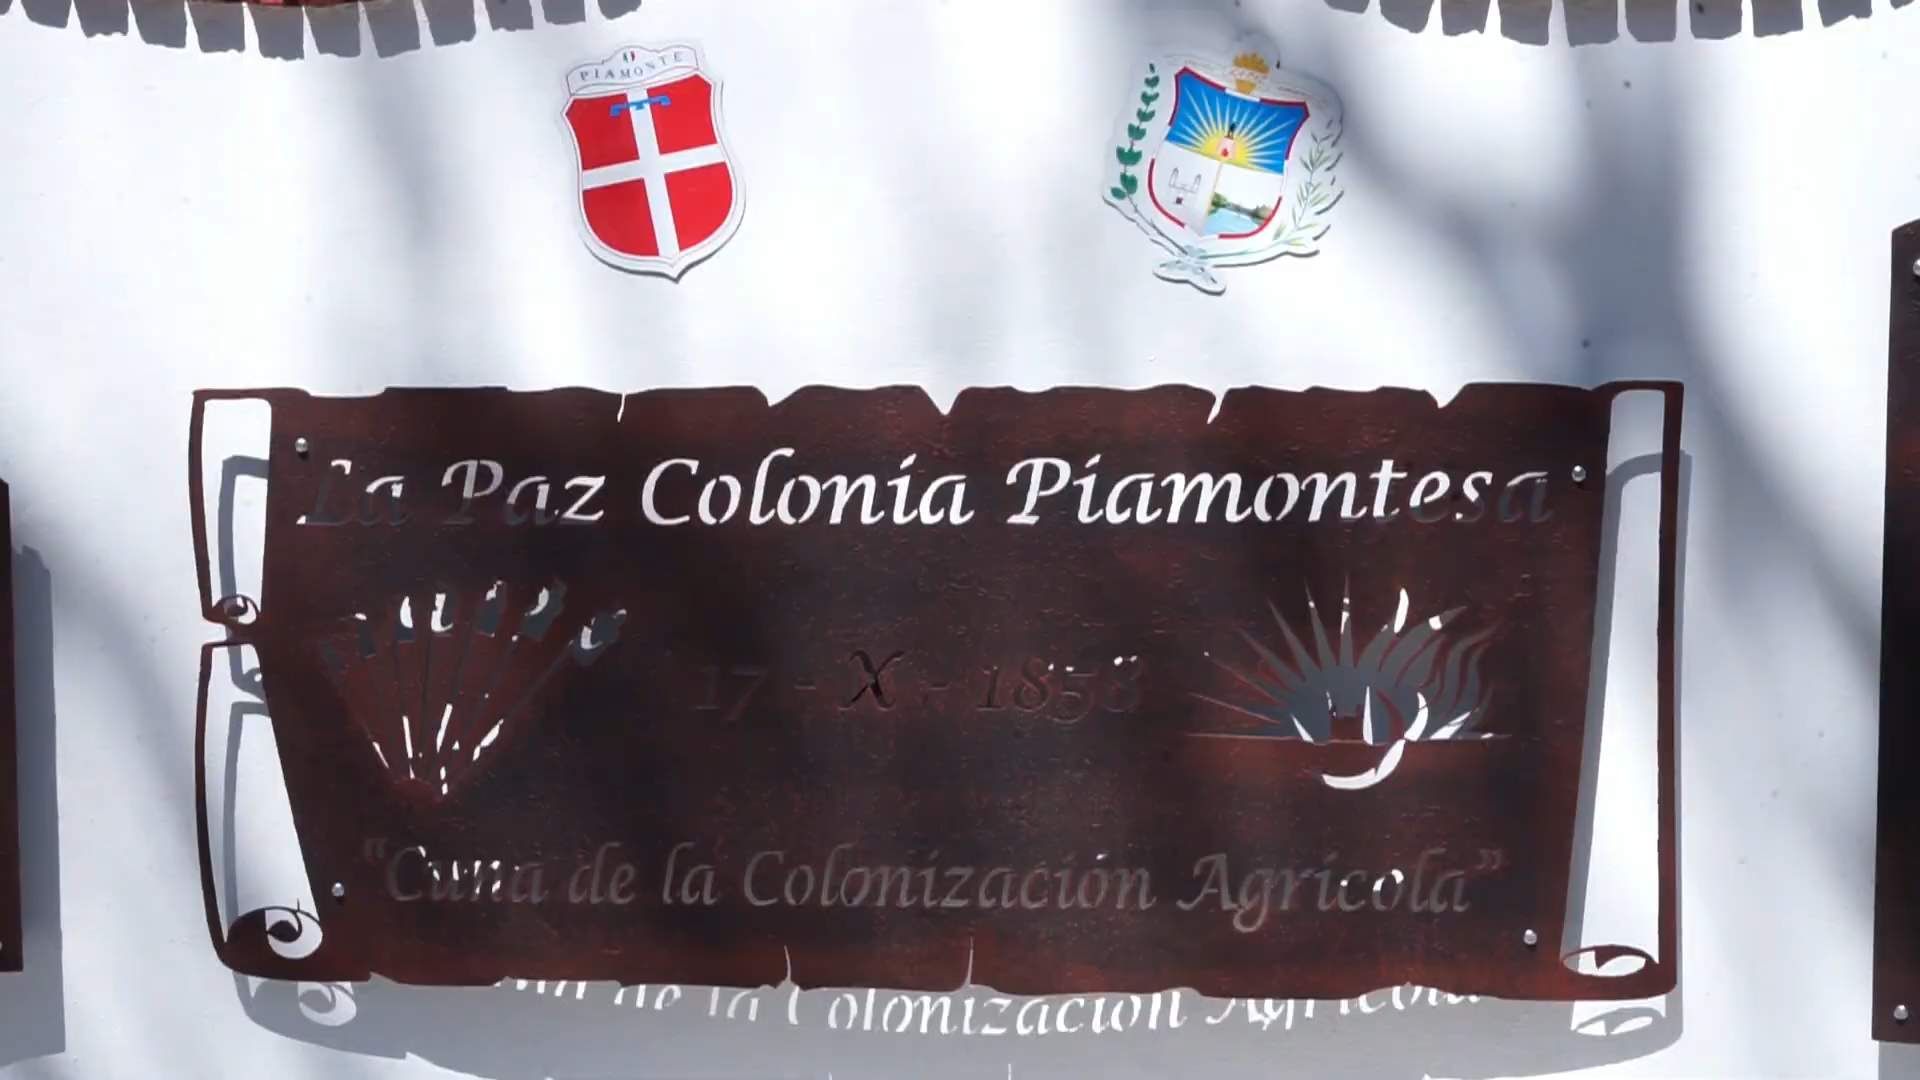 PIAMONTE
La Paz Colonia Piamontesa
17 - X - 1858
"Cuna de la Colonización Agrícola"